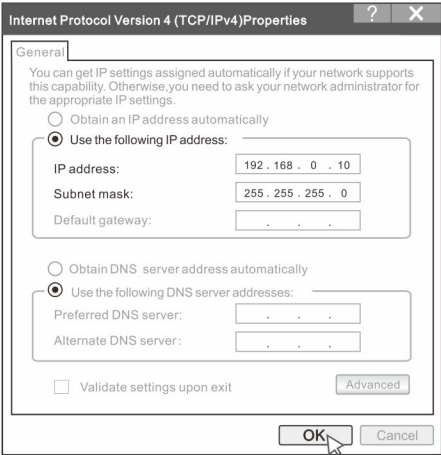 Internet Protocol Version 4 (TCP/IPv4)Properties ? X
General
You can get IP settings assigned automatically if your network supports
this capability. Otherwise,you need to ask your network administrator for
the appropriate IP settings.
Obtain an IP address automatically
Use the following IP address:
IP address: 192 . 168 . 0 . 10
Subnet mask: 255 . 255 . 255 . 0
Default gateway: . . .
Obtain DNS server address automatically
Use the following DNS server addresses:
Preferred DNS server: . . .
Alternate DNS server: . . .
Validate settings upon exit Advanced
OK Cancel